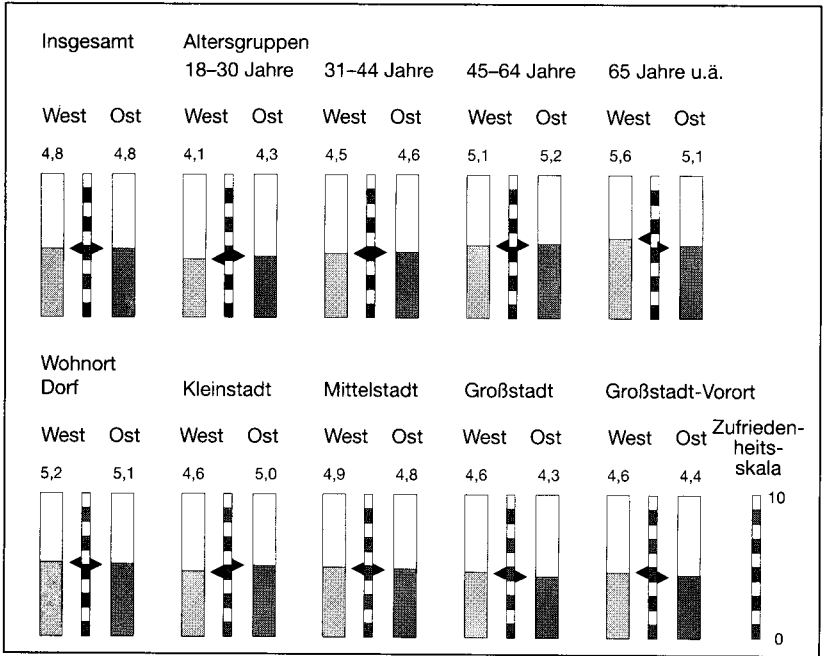 Insgesamt Altersgruppen
18–30 Jahre 31–44 Jahre 45–64 Jahre 65 Jahre u.ä.
West Ost West Ost West Ost West Ost West Ost
4,8 4,8 4,1 4,3 4,5 4,6 5,1 5,2 5,6 5,1
Wohnort
Dorf Kleinstadt Mittelstadt Großstadt Großstadt-Vorort
West Ost West Ost West Ost West Ost West Ost Zufrieden-
heits-
skala
5,2 5,1 4,6 5,0 4,9 4,8 4,6 4,3 4,6 4,4
10
0